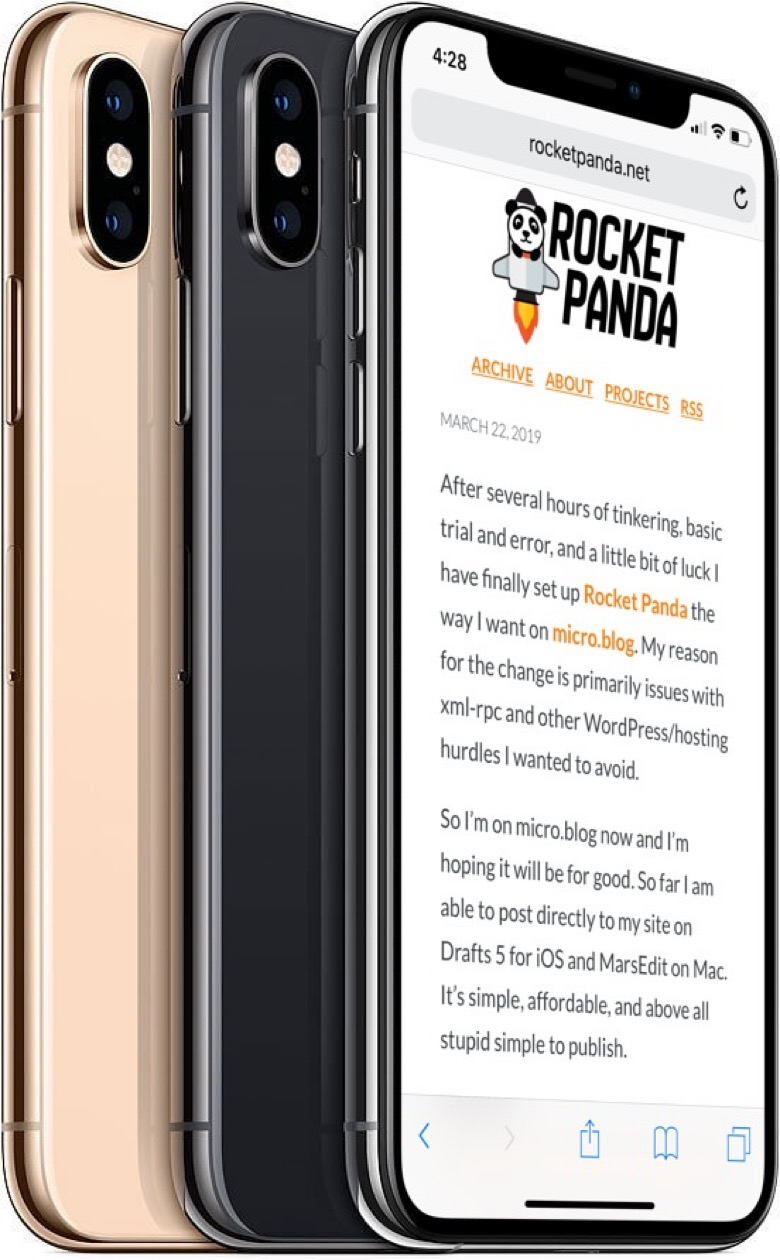 4:28
rocketpanda.net
ROCKET
PANDA
ARCHIVE ABOUT PROJECTS RSS
MARCH 22, 2019
After several hours of tinkering, basic
trial and error, and a little bit of luck I
have finally set up Rocket Panda the
way I want on micro.blog. My reason
for the change is primarily issues with
xml-rpc and other WordPress/hosting
hurdles I wanted to avoid.
So I'm on micro.blog now and I'm
hoping it will be for good. So far I am
able to post directly to my site on
Drafts 5 for iOS and MarsEdit on Mac.
It's simple, affordable, and above all
stupid simple to publish.